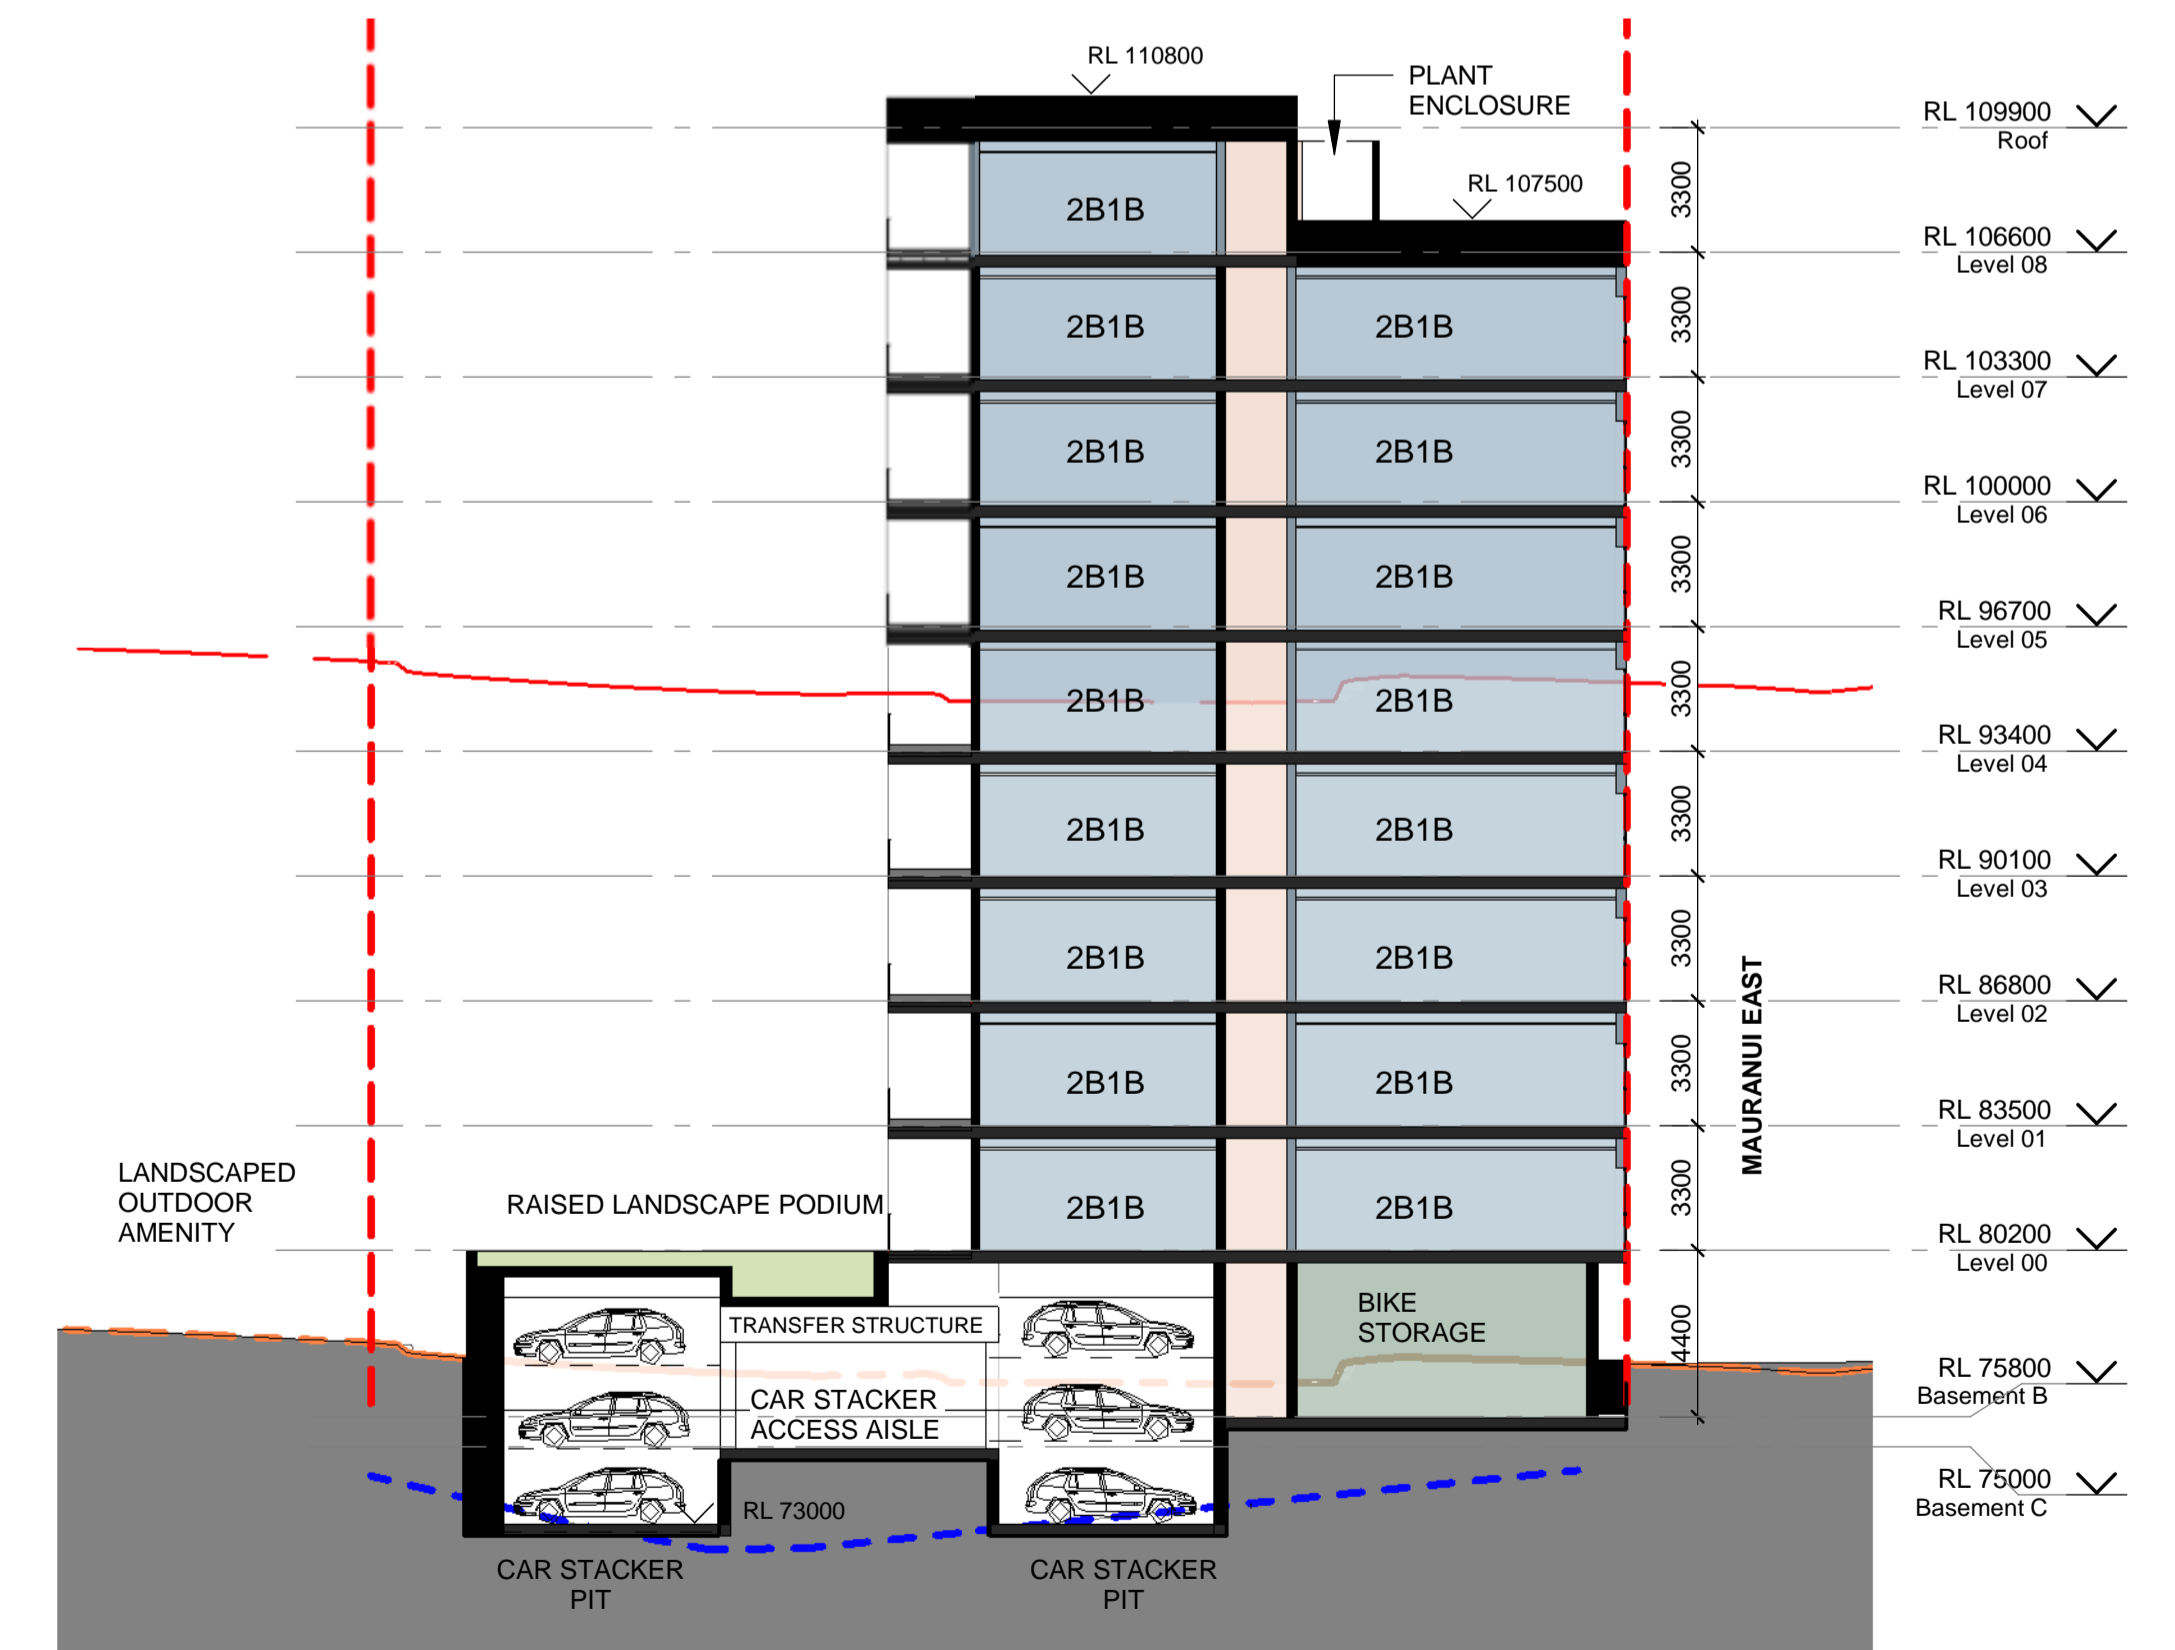 RL 110800
PLANT
ENCLOSURE
RL 109900
Roof
3300
2B1B
RL 107500
RL 106600
Level 08
3300
2B1B
2B1B
RL 103300
Level 07
3300
2B1B
2B1B
RL 100000
Level 06
3300
2B1B
2B1B
RL 96700
Level 05
3300
2B1B
2B1B
RL 93400
Level 04
3300
2B1B
2B1B
RL 90100
Level 03
3300
2B1B
2B1B
RL 86800
Level 02
3300
2B1B
2B1B
MAURANUI EAST
RL 83500
Level 01
3300
LANDSCAPED
OUTDOOR
AMENITY
RAISED LANDSCAPE PODIUM
2B1B
2B1B
RL 80200
Level 00
4400
TRANSFER STRUCTURE
BIKE
STORAGE
RL 75800
Basement B
CAR STACKER
ACCESS AISLE
RL 75000
Basement C
RL 73000
CAR STACKER
PIT
CAR STACKER
PIT